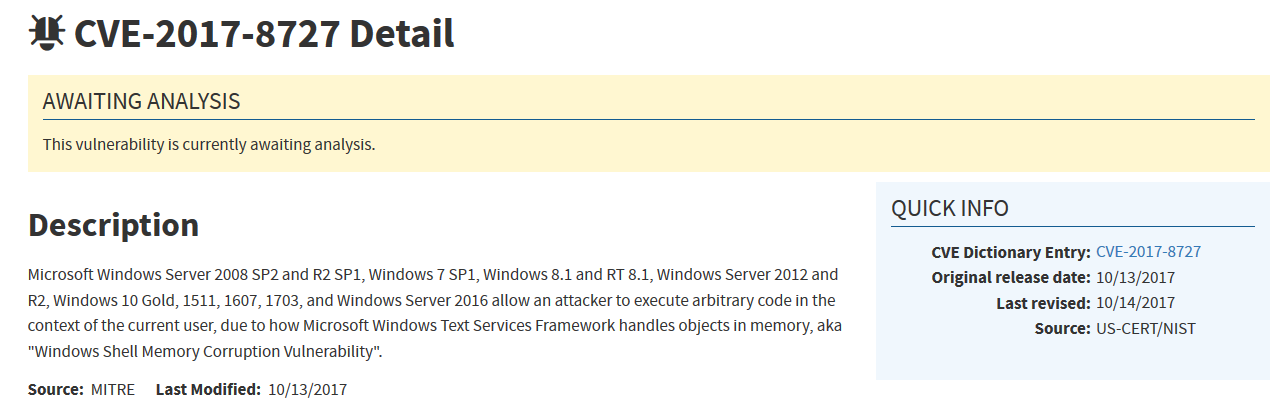 CVE-2017-8727 Detail
AWAITING ANALYSIS
This vulnerability is currently awaiting analysis.
Description
Microsoft Windows Server 2008 SP2 and R2 SP1, Windows 7 SP1, Windows 8.1 and RT 8.1, Windows Server 2012 and
R2, Windows 10 Gold, 1511, 1607, 1703, and Windows Server 2016 allow an attacker to execute arbitrary code in the
context of the current user, due to how Microsoft Windows Text Services Framework handles objects in memory, aka
"Windows Shell Memory Corruption Vulnerability".
Source: MITRE Last Modified: 10/13/2017
QUICK INFO
CVE Dictionary Entry: CVE-2017-8727
Original release date: 10/13/2017
Last revised: 10/14/2017
Source: US-CERT/NIST